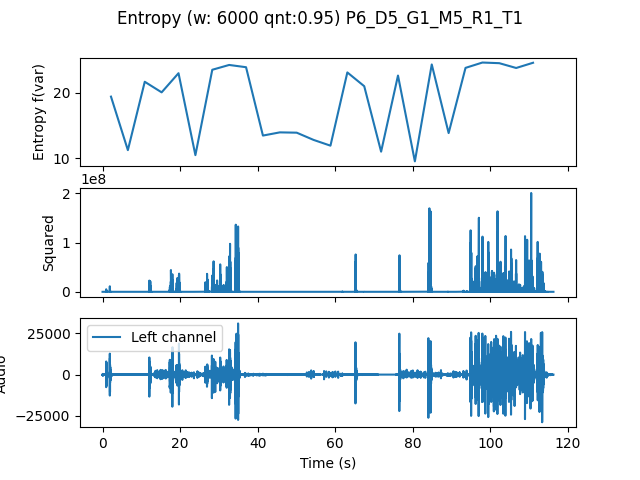 Entropy (w: 6000 qnt:0.95) P6_D5_G1_M5_R1_T1
Entropy f(var)
20
10
1e8
Squared
2
1
0
Audio
25000
0
−25000
Left channel
0
20
40
60
80
100
120
Time (s)